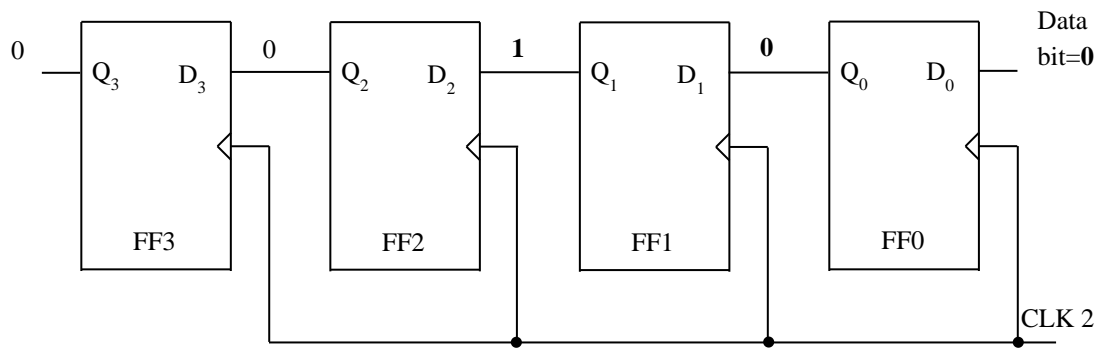 0
0
1
0
Data
bit=0
Q3
D3
Q2
D2
Q1
D1
Q0
D0
FF3
FF2
FF1
FF0
CLK 2